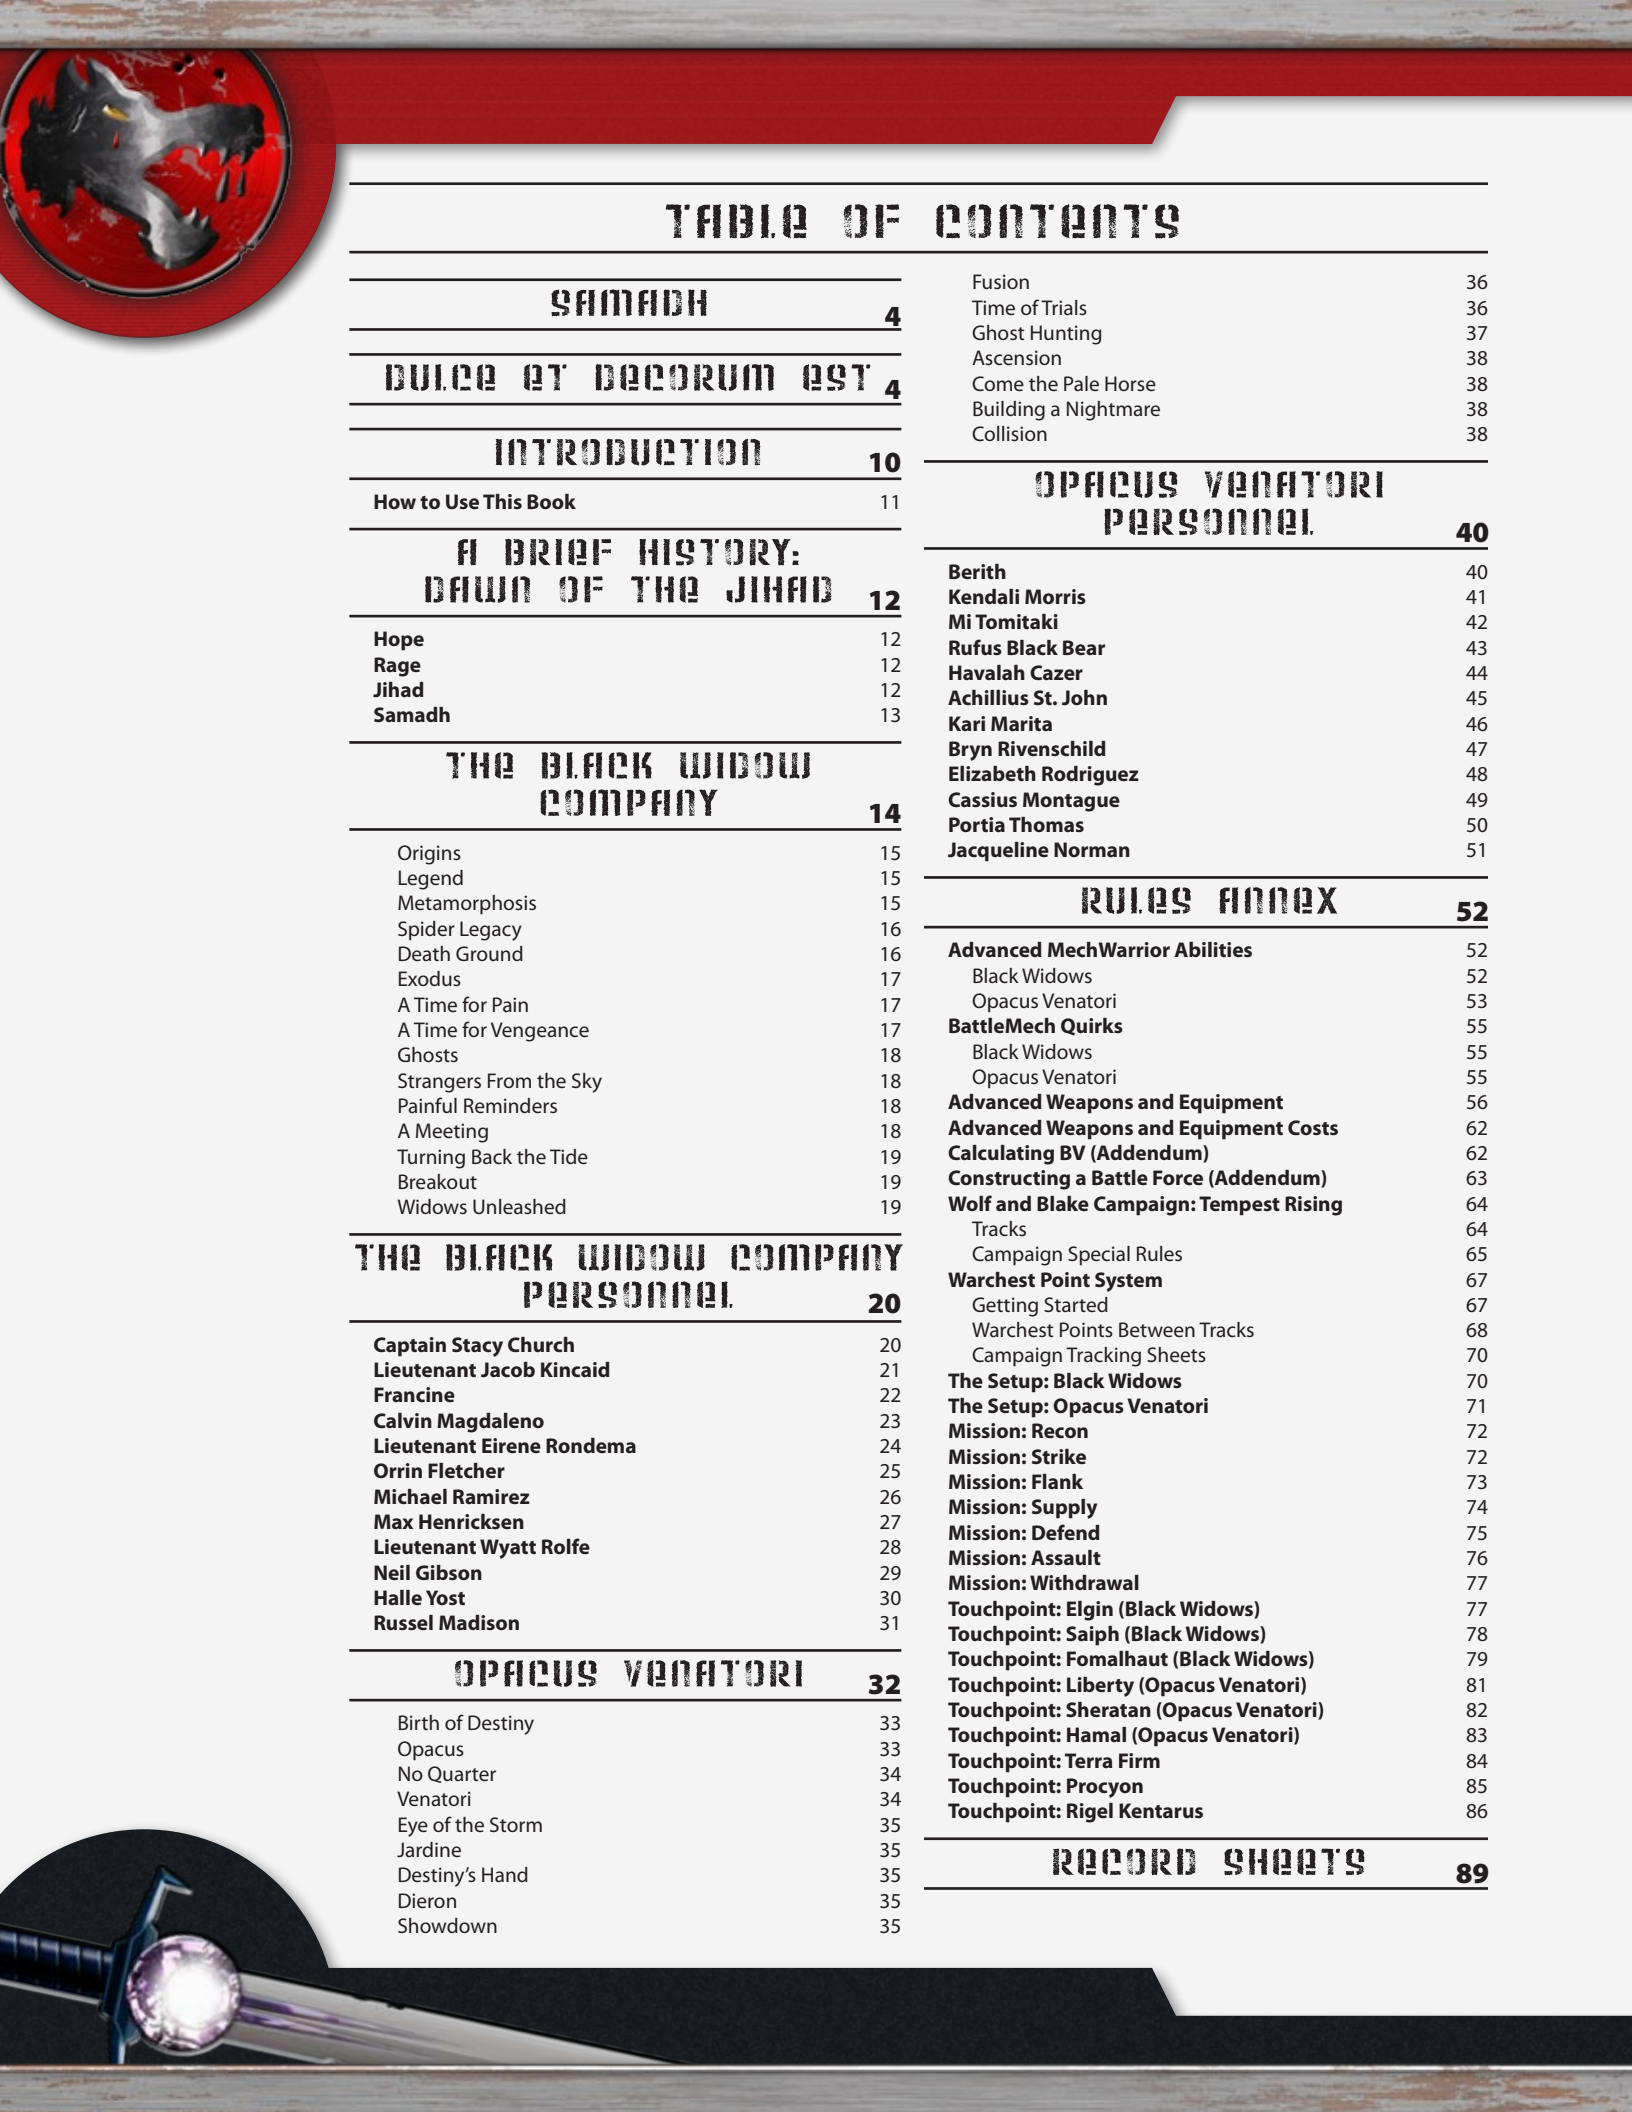 TABLE OF CONTENTS
SAMADH 4
DULCE ET DECORUM EST 4
INTRODUCTION 10
How to Use This Book 11
A BRIEF HISTORY:
DAWN OF THE JIHAD 12
Hope 12
Rage 12
Jihad 12
Samadh 13
THE BLACK WIDOW
COMPANY 14
Origins 15
Legend 15
Metamorphosis 15
Spider Legacy 16
Death Ground 16
Exodus 17
A Time for Pain 17
A Time for Vengeance 17
Ghosts 18
Strangers From the Sky 18
Painful Reminders 18
A Meeting 18
Turning Back the Tide 19
Breakout 19
Widows Unleashed 19
THE BLACK WIDOW COMPANY
PERSONNEL 20
Captain Stacy Church 20
Lieutenant Jacob Kincaid 21
Francine 22
Calvin Magdaleno 23
Lieutenant Eirene Rondema 24
Orrin Fletcher 25
Michael Ramirez 26
Max Henricksen 27
Lieutenant Wyatt Rolfe 28
Neil Gibson 29
Halle Yost 30
Russel Madison 31
OPACUS VENATORI 32
Birth of Destiny 33
Opacus 33
No Quarter 34
Venatori 34
Eye of the Storm 35
Jardine 35
Destiny’s Hand 35
Dieron 35
Showdown 35
Fusion 36
Time of Trials 36
Ghost Hunting 37
Ascension 38
Come the Pale Horse 38
Building a Nightmare 38
Collision 38
OPACUS VENATORI
PERSONNEL 40
Berith 40
Kendali Morris 41
Mi Tomitaki 42
Rufus Black Bear 43
Havalah Cazer 44
Achillius St. John 45
Kari Marita 46
Bryn Rivenschild 47
Elizabeth Rodriguez 48
Cassius Montague 49
Portia Thomas 50
Jacqueline Norman 51
RULES ANNEX 52
Advanced MechWarrior Abilities 52
Black Widows 52
Opacus Venatori 53
BattleMech Quirks 55
Black Widows 55
Opacus Venatori 55
Advanced Weapons and Equipment 56
Advanced Weapons and Equipment Costs 62
Calculating BV (Addendum) 62
Constructing a Battle Force (Addendum) 63
Wolf and Blake Campaign: Tempest Rising 64
Tracks 64
Campaign Special Rules 65
Warchest Point System 67
Getting Started 67
Warchest Points Between Tracks 68
Campaign Tracking Sheets 70
The Setup: Black Widows 70
The Setup: Opacus Venatori 71
Mission: Recon 72
Mission: Strike 72
Mission: Flank 73
Mission: Supply 74
Mission: Defend 75
Mission: Assault 76
Mission: Withdrawal 77
Touchpoint: Elgin (Black Widows) 77
Touchpoint: Saiph (Black Widows) 78
Touchpoint: Fomalhaut (Black Widows) 79
Touchpoint: Liberty (Opacus Venatori) 81
Touchpoint: Sheratan (Opacus Venatori) 82
Touchpoint: Hamal (Opacus Venatori) 83
Touchpoint: Terra Firm 84
Touchpoint: Procyon 85
Touchpoint: Rigel Kentarus 86
RECORD SHEETS 89